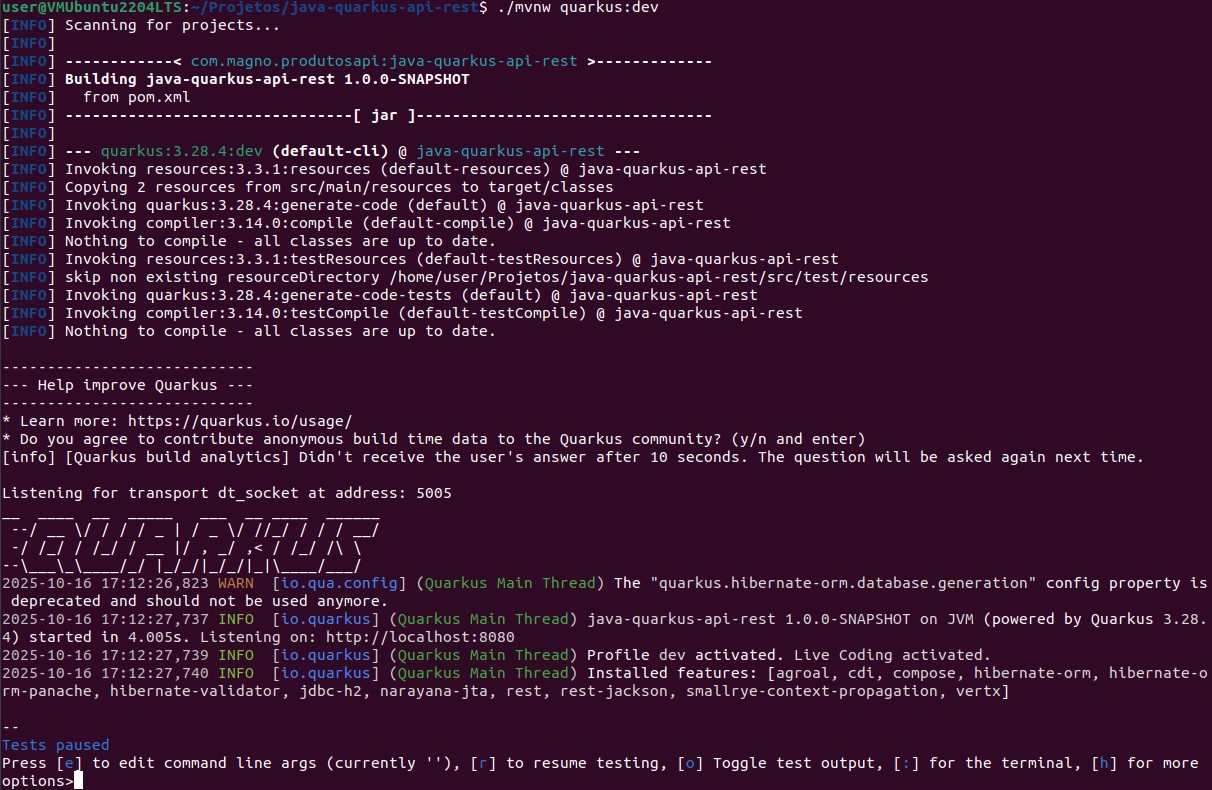 user@VMUbuntu2204LTS:~/Projetos/java-quarkus-api-rest$ ./mvnw quarkus:dev
[INFO] Scanning for projects...
[INFO]
[INFO] ------------< com.magno.produtosapi:java-quarkus-api-rest >-------------
[INFO] Building java-quarkus-api-rest 1.0.0-SNAPSHOT
[INFO]   from pom.xml
[INFO] --------------------------------[ jar ]---------------------------------
[INFO]
[INFO] --- quarkus:3.28.4:dev (default-cli) @ java-quarkus-api-rest ---
[INFO] Invoking resources:3.3.1:resources (default-resources) @ java-quarkus-api-rest
[INFO] Copying 2 resources from src/main/resources to target/classes
[INFO] Invoking quarkus:3.28.4:generate-code (default) @ java-quarkus-api-rest
[INFO] Invoking compiler:3.14.0:compile (default-compile) @ java-quarkus-api-rest
[INFO] Nothing to compile - all classes are up to date.
[INFO] Invoking resources:3.3.1:testResources (default-testResources) @ java-quarkus-api-rest
[INFO] skip non existing resourceDirectory /home/user/Projetos/java-quarkus-api-rest/src/test/resources
[INFO] Invoking quarkus:3.28.4:generate-code-tests (default) @ java-quarkus-api-rest
[INFO] Invoking compiler:3.14.0:testCompile (default-testCompile) @ java-quarkus-api-rest
[INFO] Nothing to compile - all classes are up to date.
----------------------------
--- Help improve Quarkus ---
----------------------------
* Learn more: https://quarkus.io/usage/
* Do you agree to contribute anonymous build time data to the Quarkus community? (y/n and enter)
[info] [Quarkus build analytics] Didn't receive the user's answer after 10 seconds. The question will be asked again next time.
Listening for transport dt_socket at address: 5005
__  ____  __  _____   ___  __ ____  ______
 --/ __ \/ / / / _ | / _ \/ //_/ / / / __/
 -/ /_/ / /_/ / __ |/ , _/ ,< / /_/ /\ \
--\___\_\____/_/ |_/_/|_/_/|_|\____/___/
2025-10-16 17:12:26,823 WARN  [io.qua.config] (Quarkus Main Thread) The "quarkus.hibernate-orm.database.generation" config property is
 deprecated and should not be used anymore.
2025-10-16 17:12:27,737 INFO  [io.quarkus] (Quarkus Main Thread) java-quarkus-api-rest 1.0.0-SNAPSHOT on JVM (powered by Quarkus 3.28.
4) started in 4.005s. Listening on: http://localhost:8080
2025-10-16 17:12:27,739 INFO  [io.quarkus] (Quarkus Main Thread) Profile dev activated. Live Coding activated.
2025-10-16 17:12:27,740 INFO  [io.quarkus] (Quarkus Main Thread) Installed features: [agroal, cdi, compose, hibernate-orm, hibernate-o
rm-panache, hibernate-validator, jdbc-h2, narayana-jta, rest, rest-jackson, smallrye-context-propagation, vertx]
--
Tests paused
Press [e] to edit command line args (currently ''), [r] to resume testing, [o] Toggle test output, [:] for the terminal, [h] for more
options>